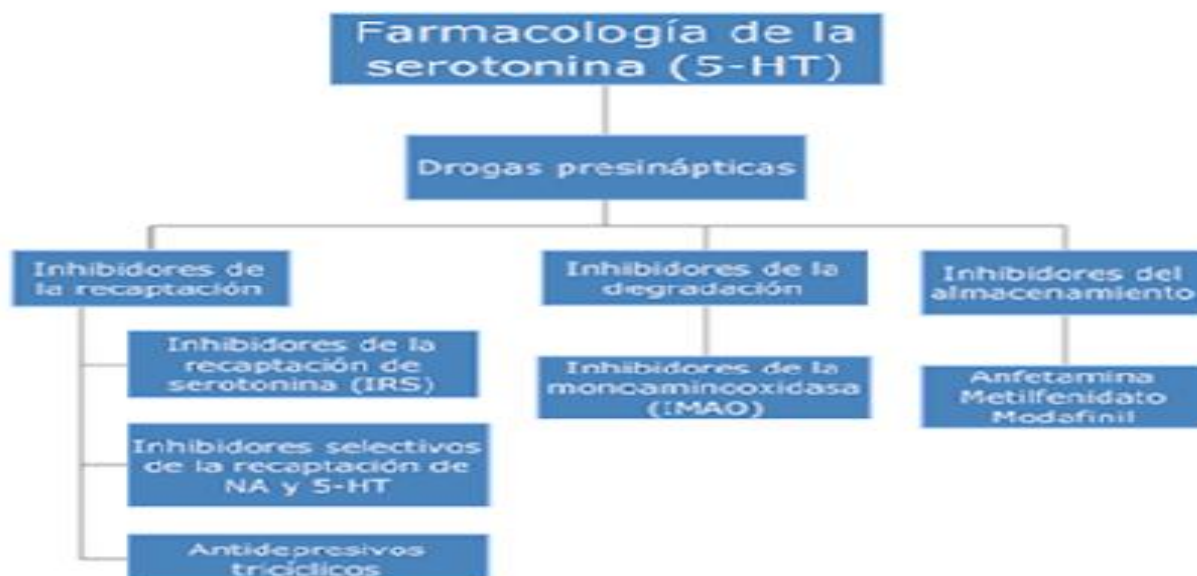 Farmacología de la
serotonina (5-HT)
Drogas presinápticas
Inhibidores de
la recaptación
Inhibidores de la
degradación
Inhibidores del
almacenamiento
Inhibidores de la
recaptación de
serotonina (IRS)
Inhibidores de la
monoaminooxidasa
(IMAO)
Anfetamina
Metilfenidato
Modafinil
Inhibidores selectivos
de la recaptación de
NA y 5-HT
Antidepresivos
tricíclicos